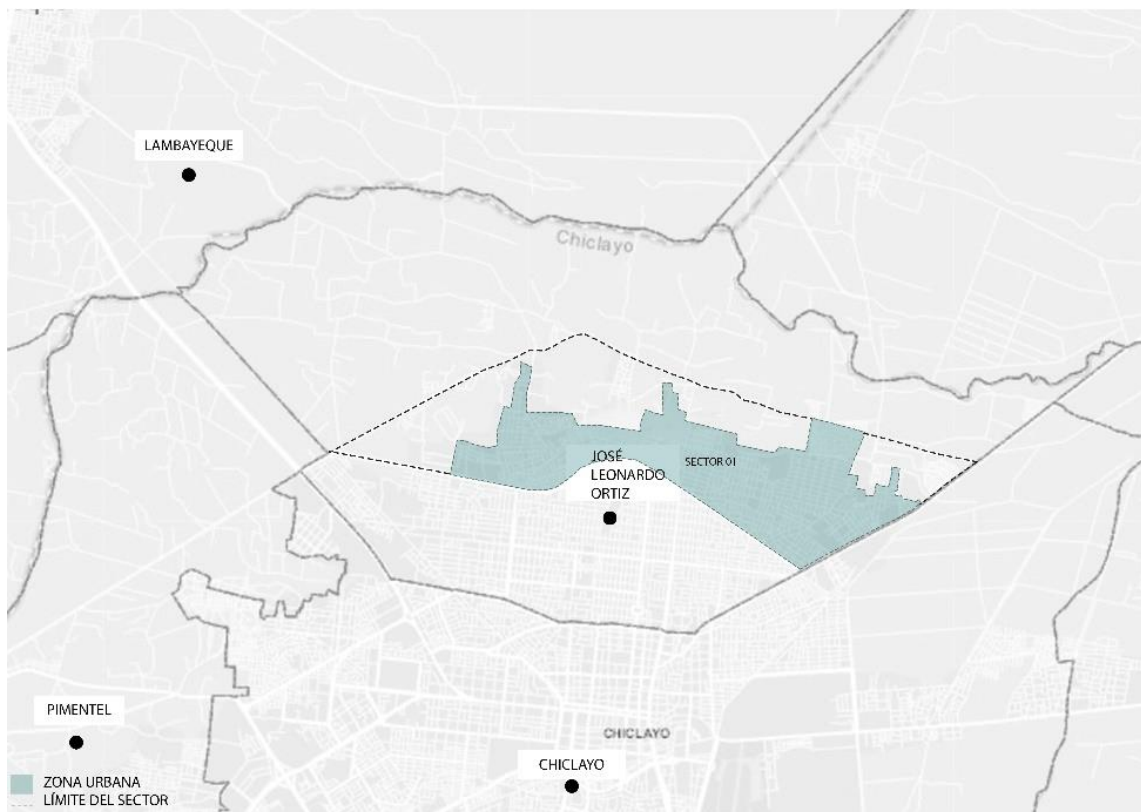 LAMBAYEQUE
Chiclayo
JOSÉ
LEONARDO
ORTIZ
SECTOR 01
PIMENTEL
CHICLAYO
CHICLAYO
ZONA URBANA
LÍMITE DEL SECTOR